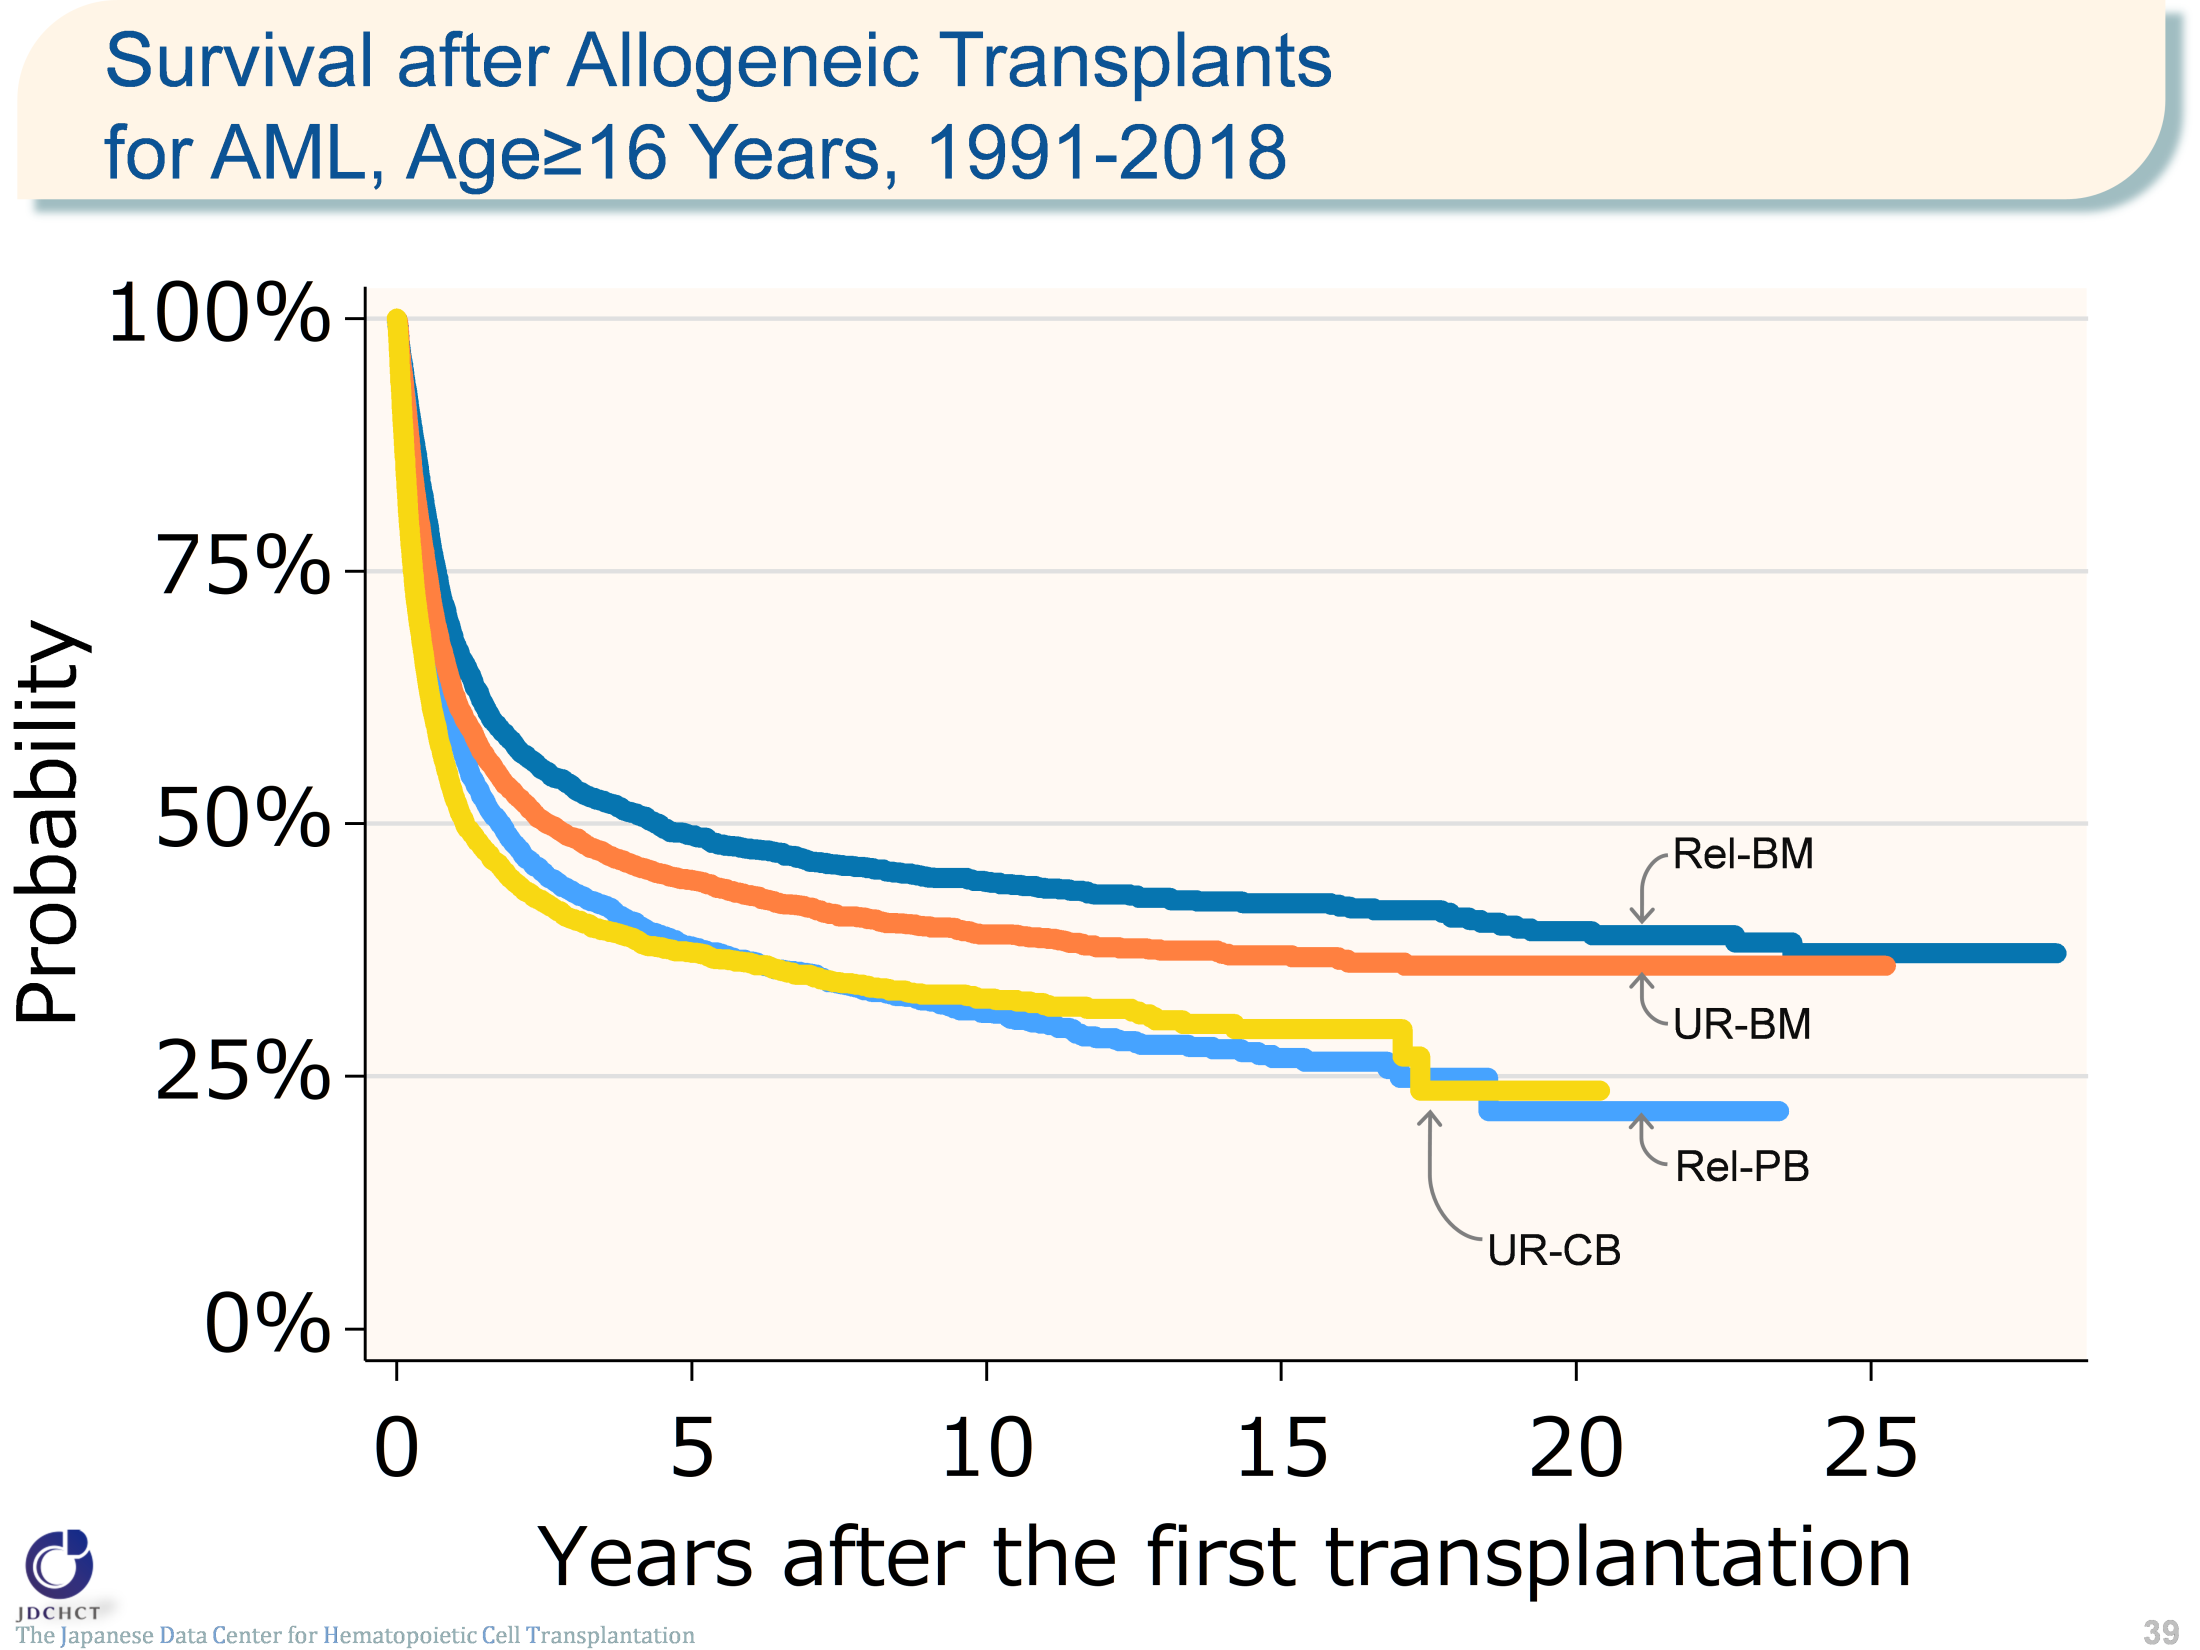 Survival after Allogeneic Transplants
for AML, Age≥16 Years, 1991-2018
100%
75%
50%
25%
0%
Probability
Rel-BM
UR-BM
Rel-PB
UR-CB
0 5 10 15 20 25
Years after the first transplantation
JDCHCT
The Japanese Data Center for Hematopoietic Cell Transplantation
39